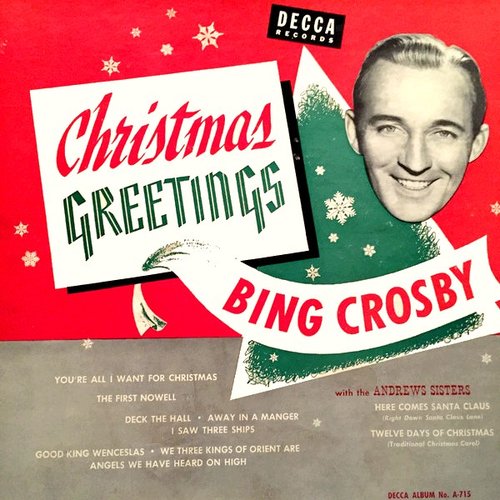 DECCA
RECORDS
Christmas
GREETINGS
BING CROSBY
YOU'RE ALL I WANT FOR CHRISTMAS
THE FIRST NOWELL
DECK THE HALL • AWAY IN A MANGER
I SAW THREE SHIPS
GOOD KING WENCESLAS • WE THREE KINGS OF ORIENT ARE
ANGELS WE HAVE HEARD ON HIGH
with the ANDREWS SISTERS
HERE COMES SANTA CLAUS
(Right Down Santa Claus Lane)
TWELVE DAYS OF CHRISTMAS
(Traditional Christmas Carol)
DECCA ALBUM No. A-715